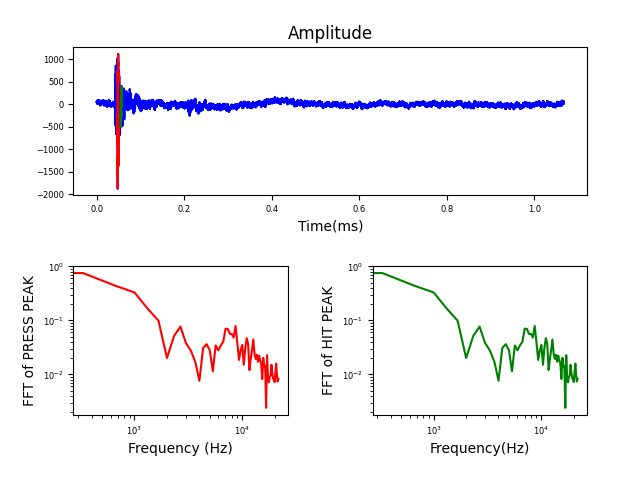 Amplitude
1000
500
0
−500
−1000
−1500
−2000
0.0 0.2 0.4 0.6 0.8 1.0
Time(ms)
FFT of PRESS PEAK
10⁰
10⁻¹
10⁻²
10³ 10⁴
Frequency (Hz)
FFT of HIT PEAK
10⁰
10⁻¹
10⁻²
10³ 10⁴
Frequency(Hz)